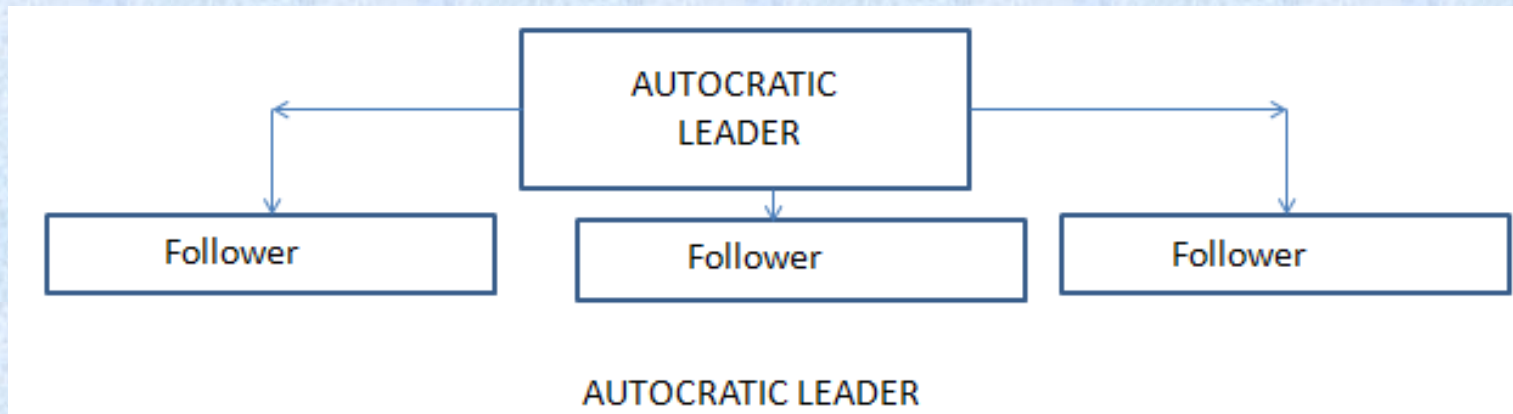 AUTOCRATIC
LEADER
Follower
Follower
Follower
AUTOCRATIC LEADER